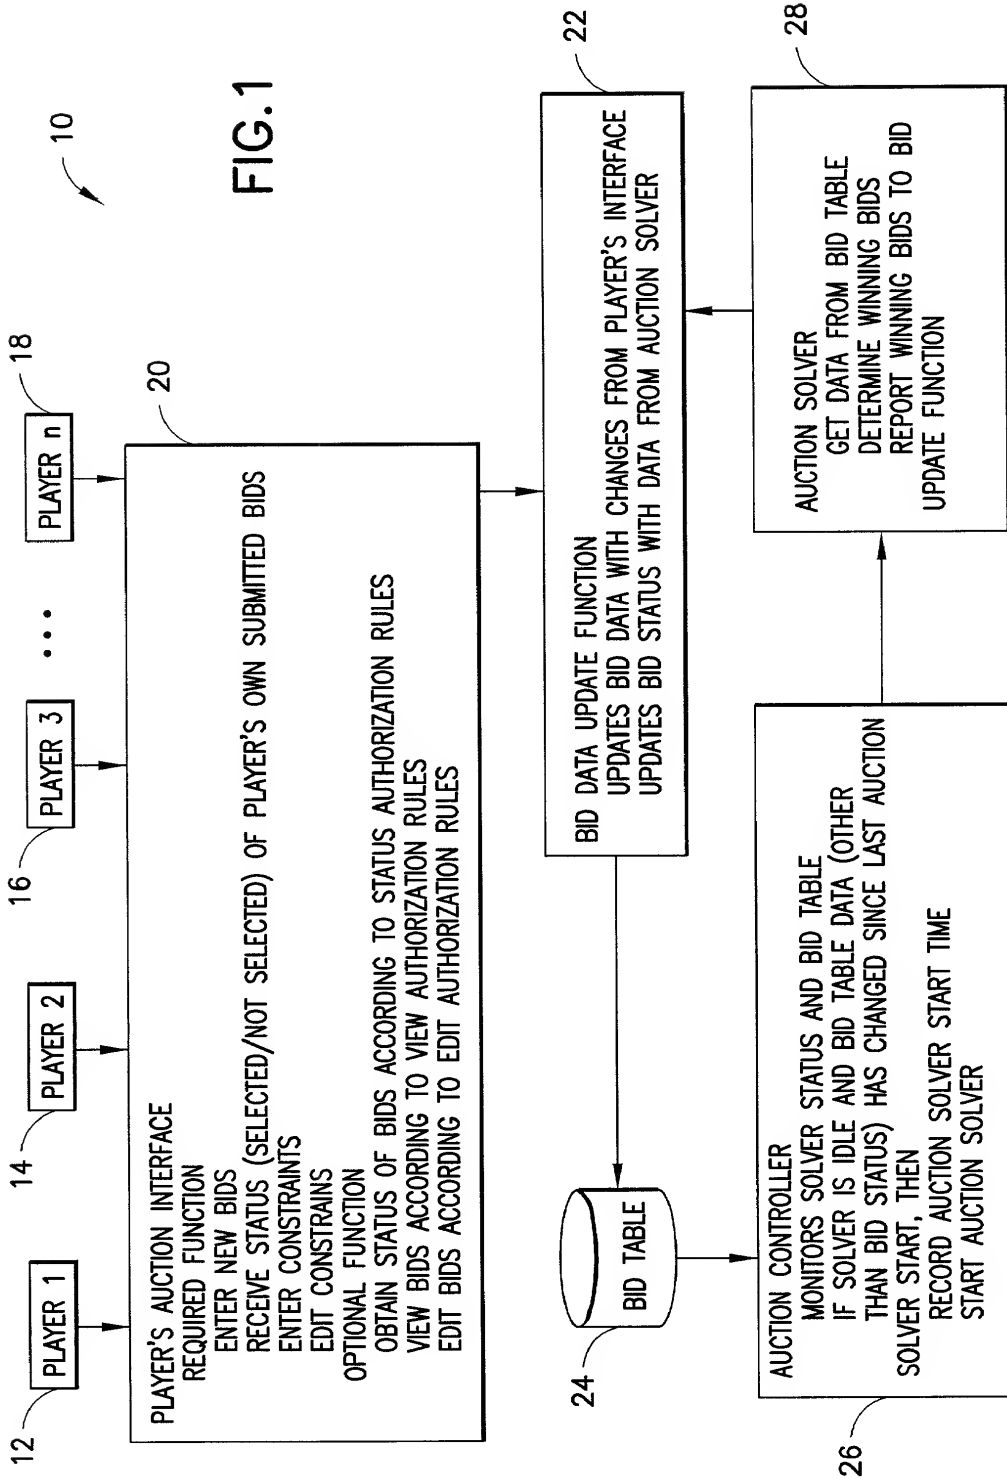 10
FIG.1
12
PLAYER 1
14
PLAYER 2
16
PLAYER 3
...
PLAYER n
18
20
PLAYER'S AUCTION INTERFACE
REQUIRED FUNCTION
ENTER NEW BIDS
RECEIVE STATUS (SELECTED/NOT SELECTED) OF PLAYER'S OWN SUBMITTED BIDS
ENTER CONSTRAINTS
EDIT CONSTRAINS
OPTIONAL FUNCTION
OBTAIN STATUS OF BIDS ACCORDING TO STATUS AUTHORIZATION RULES
VIEW BIDS ACCORDING TO VIEW AUTHORIZATION RULES
EDIT BIDS ACCORDING TO EDIT AUTHORIZATION RULES
22
BID DATA UPDATE FUNCTION
UPDATES BID DATA WITH CHANGES FROM PLAYER'S INTERFACE
UPDATES BID STATUS WITH DATA FROM AUCTION SOLVER
24
BID TABLE
26
AUCTION CONTROLLER
MONITORS SOLVER STATUS AND BID TABLE
IF SOLVER IS IDLE AND BID TABLE DATA (OTHER
THAN BID STATUS) HAS CHANGED SINCE LAST AUCTION
SOLVER START, THEN
RECORD AUCTION SOLVER START TIME
START AUCTION SOLVER
28
AUCTION SOLVER
GET DATA FROM BID TABLE
DETERMINE WINNING BIDS
REPORT WINNING BIDS TO BID
UPDATE FUNCTION